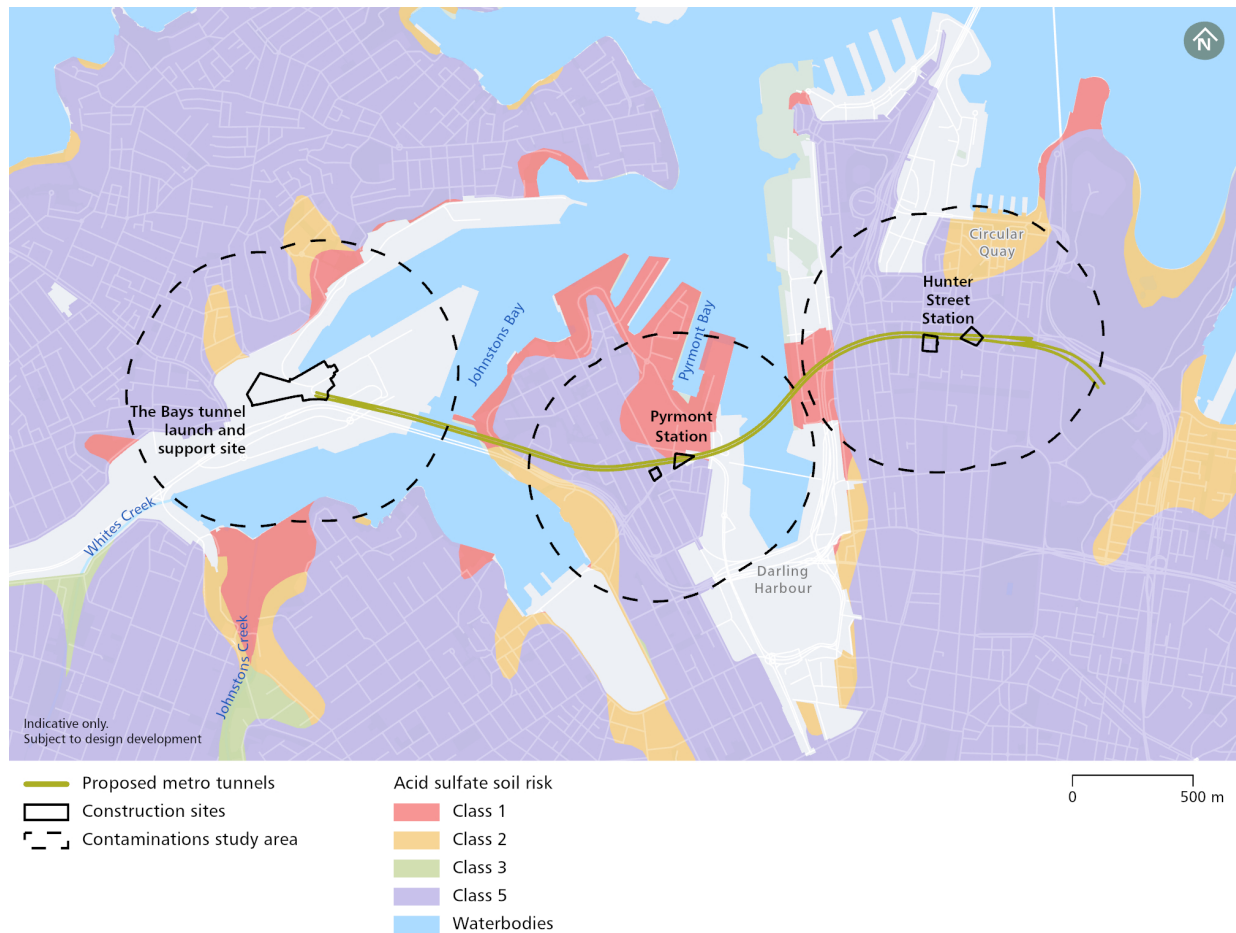 N
Circular
Quay
Hunter
Street
Station
Johnstons Bay
Pyrmont Bay
The Bays tunnel
launch and
support site
Pyrmont
Station
Whites Creek
Darling
Harbour
Johnstons Creek
Indicative only.
Subject to design development
Proposed metro tunnels
Construction sites
Contaminations study area
Acid sulfate soil risk
Class 1
Class 2
Class 3
Class 5
Waterbodies
0
500 m